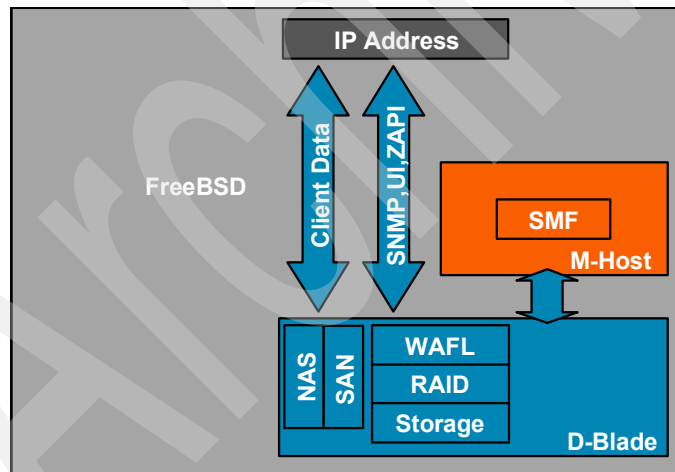 IP Address
Client Data
SNMP,UI,ZAPI
FreeBSD
SMF
M-Host
NAS
SAN
WAFL
RAID
Storage
D-Blade